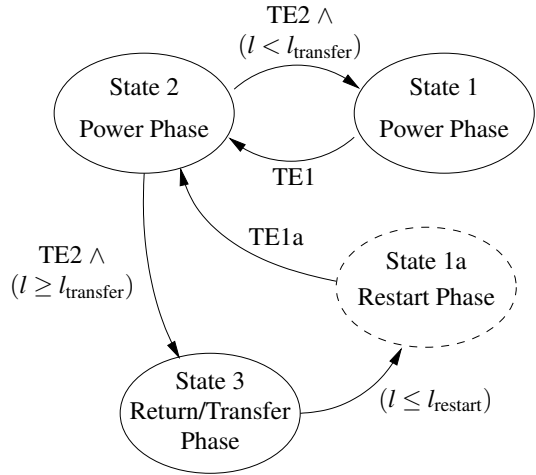 TE2 ∧
(l < l_transfer)
State 2
Power Phase
State 1
Power Phase
TE1
TE1a
TE2 ∧
(l ≥ l_transfer)
State 1a
Restart Phase
State 3
Return/Transfer
Phase
(l ≤ l_restart)